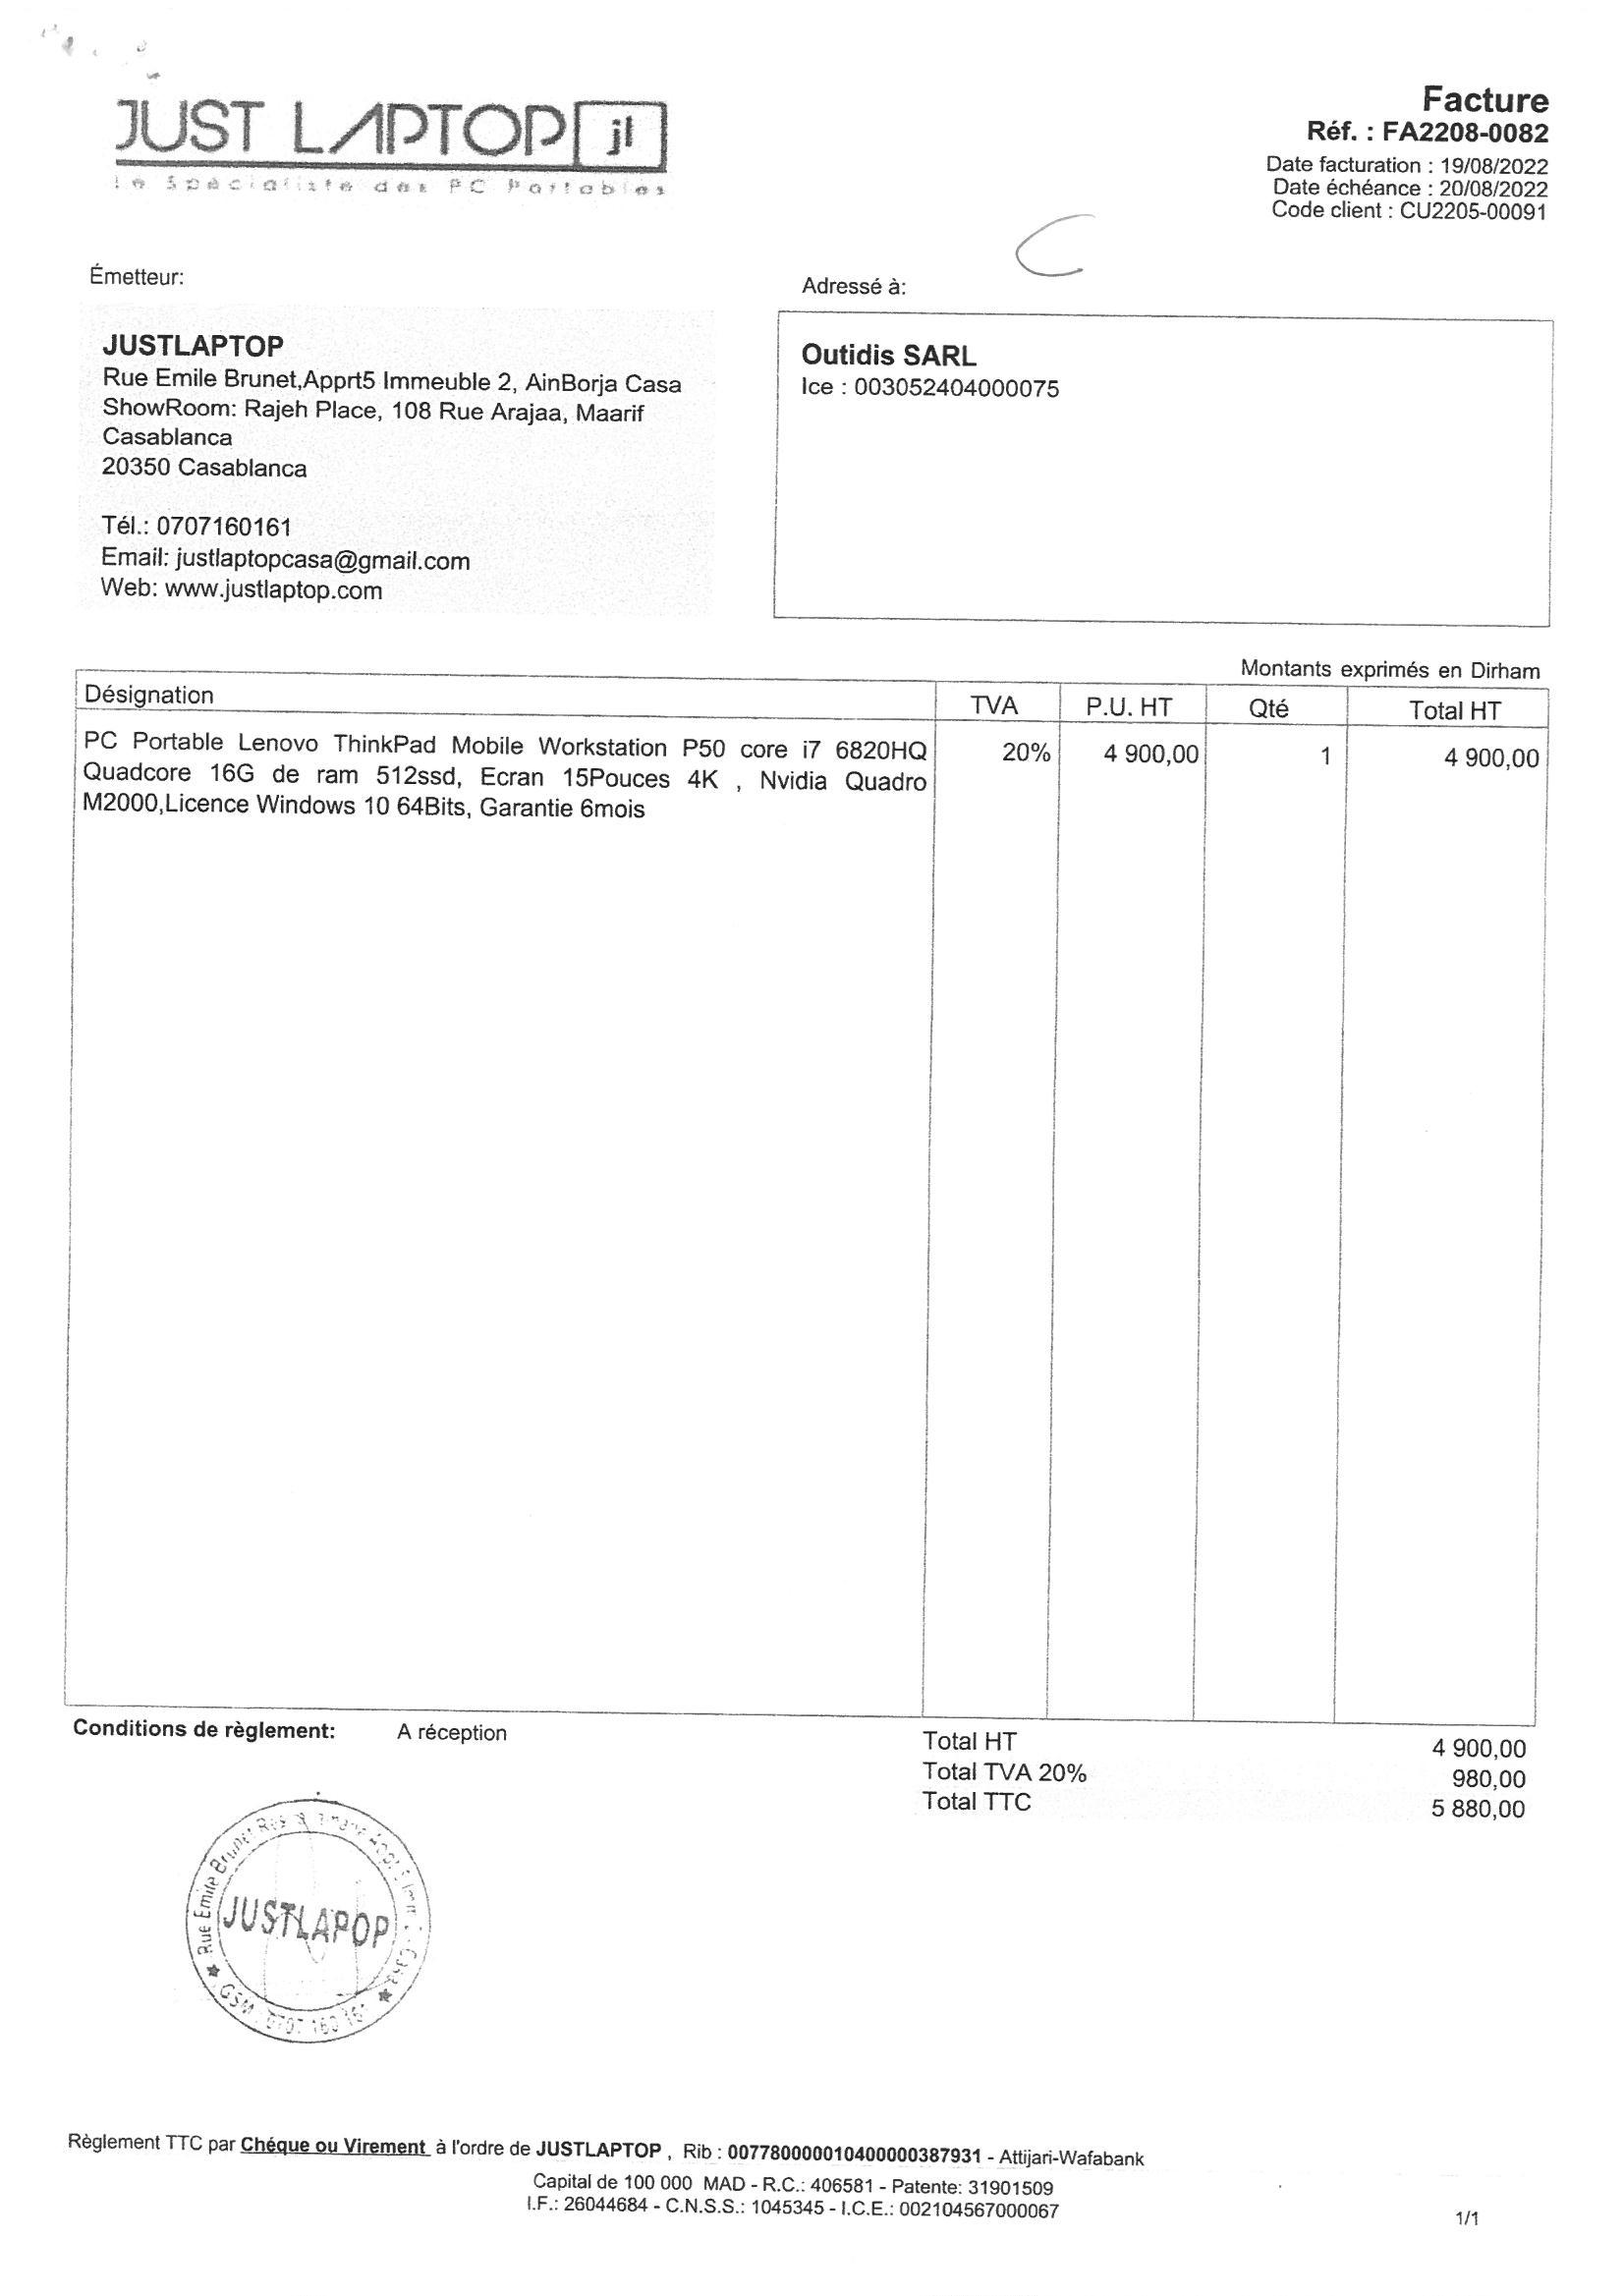 JUST LAPTOP jl
Le Spécialiste des PC Portables
Facture
Réf. : FA2208-0082
Date facturation : 19/08/2022
Date échéance : 20/08/2022
Code client : CU2205-00091
Émetteur:
JUSTLAPTOP
Rue Emile Brunet,Apprt5 Immeuble 2, AinBorja Casa
ShowRoom: Rajeh Place, 108 Rue Arajaa, Maarif
Casablanca
20350 Casablanca
Tél.: 0707160161
Email: justlaptopcasa@gmail.com
Web: www.justlaptop.com
Adressé à:
Outidis SARL
Ice : 003052404000075
Montants exprimés en Dirham
Désignation TVA P.U. HT Qté Total HT
PC Portable Lenovo ThinkPad Mobile Workstation P50 core i7 6820HQ 20% 4 900,00 1 4 900,00
Quadcore 16G de ram 512ssd, Ecran 15Pouces 4K , Nvidia Quadro
M2000,Licence Windows 10 64Bits, Garantie 6mois
Conditions de règlement: A réception
Total HT 4 900,00
Total TVA 20% 980,00
Total TTC 5 880,00
Rue Emile Brunet
JUSTLAPOP
GSM : 0707 160 161
Règlement TTC par Chéque ou Virement à l'ordre de JUSTLAPTOP , Rib : 007780000010400000387931 - Attijari-Wafabank
Capital de 100 000 MAD - R.C.: 406581 - Patente: 31901509
I.F.: 26044684 - C.N.S.S.: 1045345 - I.C.E.: 002104567000067
1/1